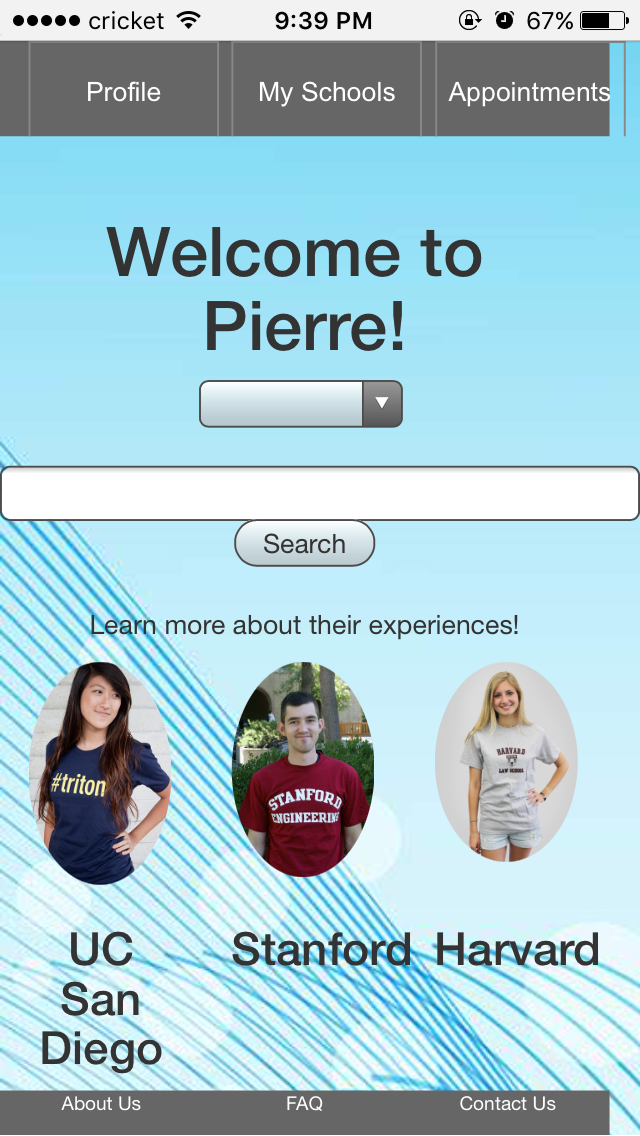 cricket 9:39 PM 67%
Profile My Schools Appointments
Welcome to
Pierre!
Search
Learn more about their experiences!
#triton
STANFORD
ENGINEERING
HARVARD
LAW SCHOOL
UC
San
Diego
Stanford
Harvard
About Us FAQ Contact Us